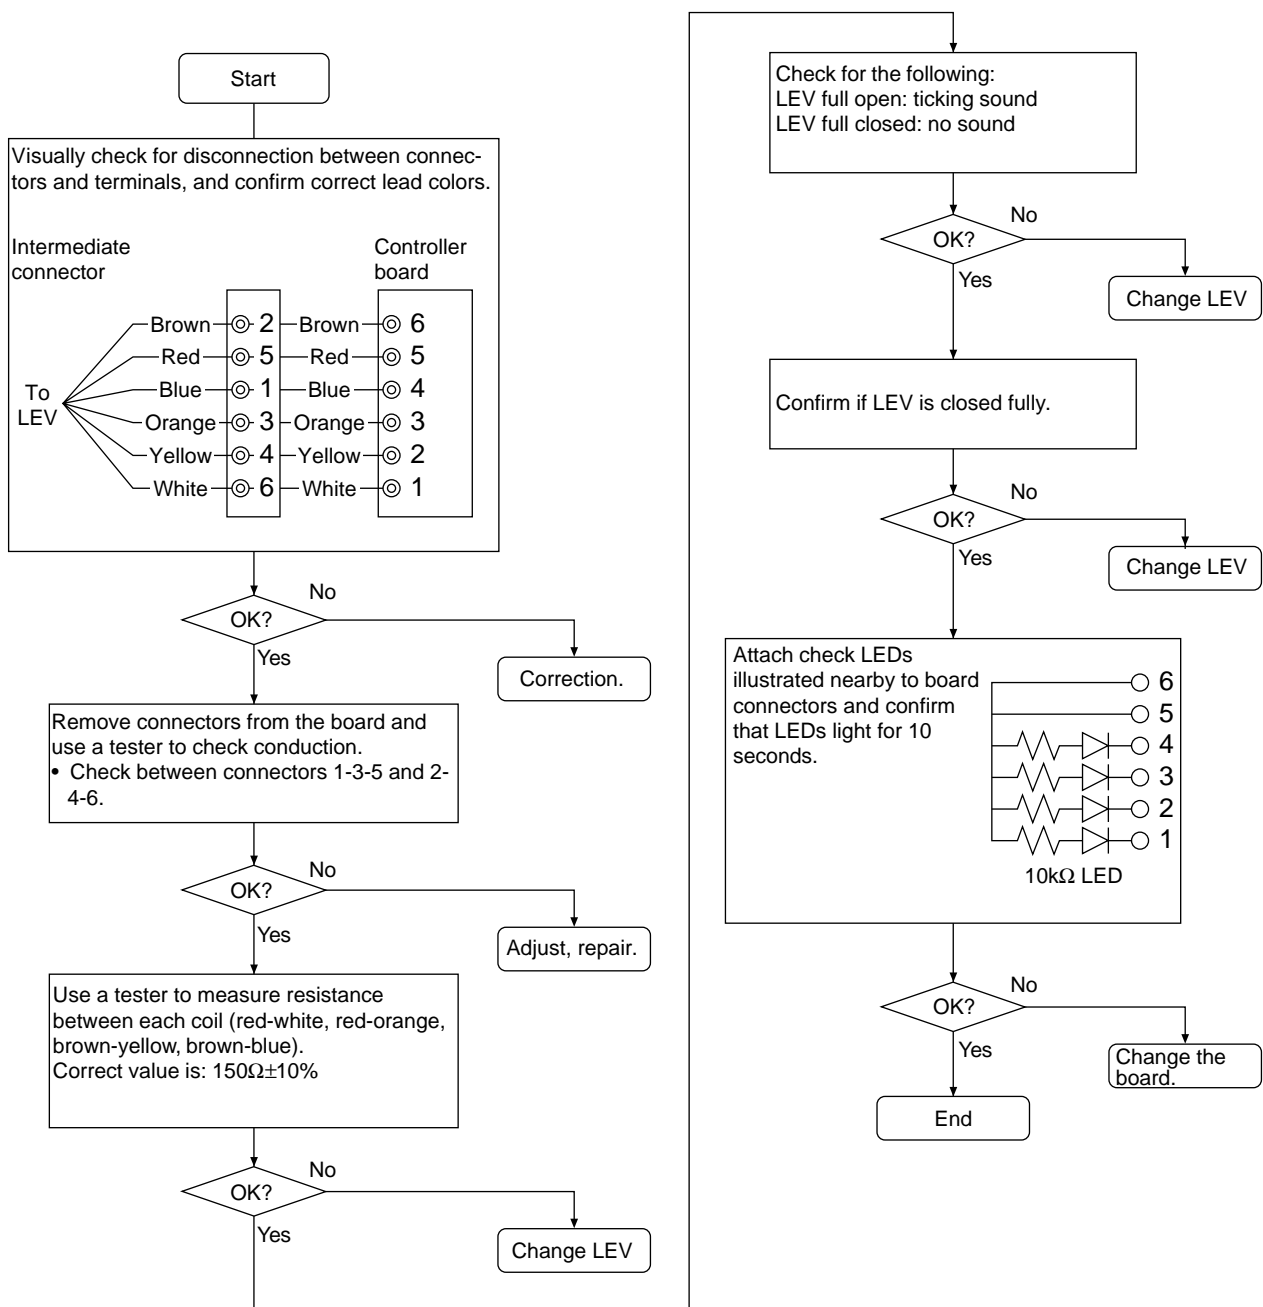 Start
Visually check for disconnection between connec-
tors and terminals, and confirm correct lead colors.
Intermediate
connector
Controller
board
To
LEV
Brown 2 Brown 6
Red 5 Red 5
Blue 1 Blue 4
Orange 3 Orange 3
Yellow 4 Yellow 2
White 6 White 1
OK?
No
Yes
Correction.
Remove connectors from the board and
use a tester to check conduction.
• Check between connectors 1-3-5 and 2-
4-6.
OK?
No
Yes
Adjust, repair.
Use a tester to measure resistance
between each coil (red-white, red-orange,
brown-yellow, brown-blue).
Correct value is: 150Ω±10%
OK?
No
Yes
Change LEV
Check for the following:
LEV full open: ticking sound
LEV full closed: no sound
OK?
No
Yes
Change LEV
Confirm if LEV is closed fully.
OK?
No
Yes
Change LEV
Attach check LEDs
illustrated nearby to board
connectors and confirm
that LEDs light for 10
seconds.
6
5
4
3
2
1
10kΩ LED
OK?
No
Yes
Change the
board.
End